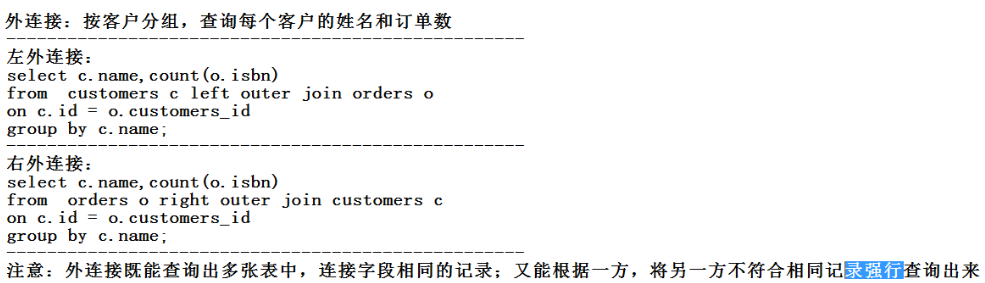 外连接：按客户分组，查询每个客户的姓名和订单数
---------------------------------------------------
左外连接：
select c.name,count(o.isbn)
from  customers c left outer join orders o
on c.id = o.customers_id
group by c.name;
---------------------------------------------------
右外连接：
select c.name,count(o.isbn)
from  orders o right outer join customers c
on c.id = o.customers_id
group by c.name;
---------------------------------------------------
注意：外连接既能查询出多张表中，连接字段相同的记录；又能根据一方，将另一方不符合相同记录强行查询出来